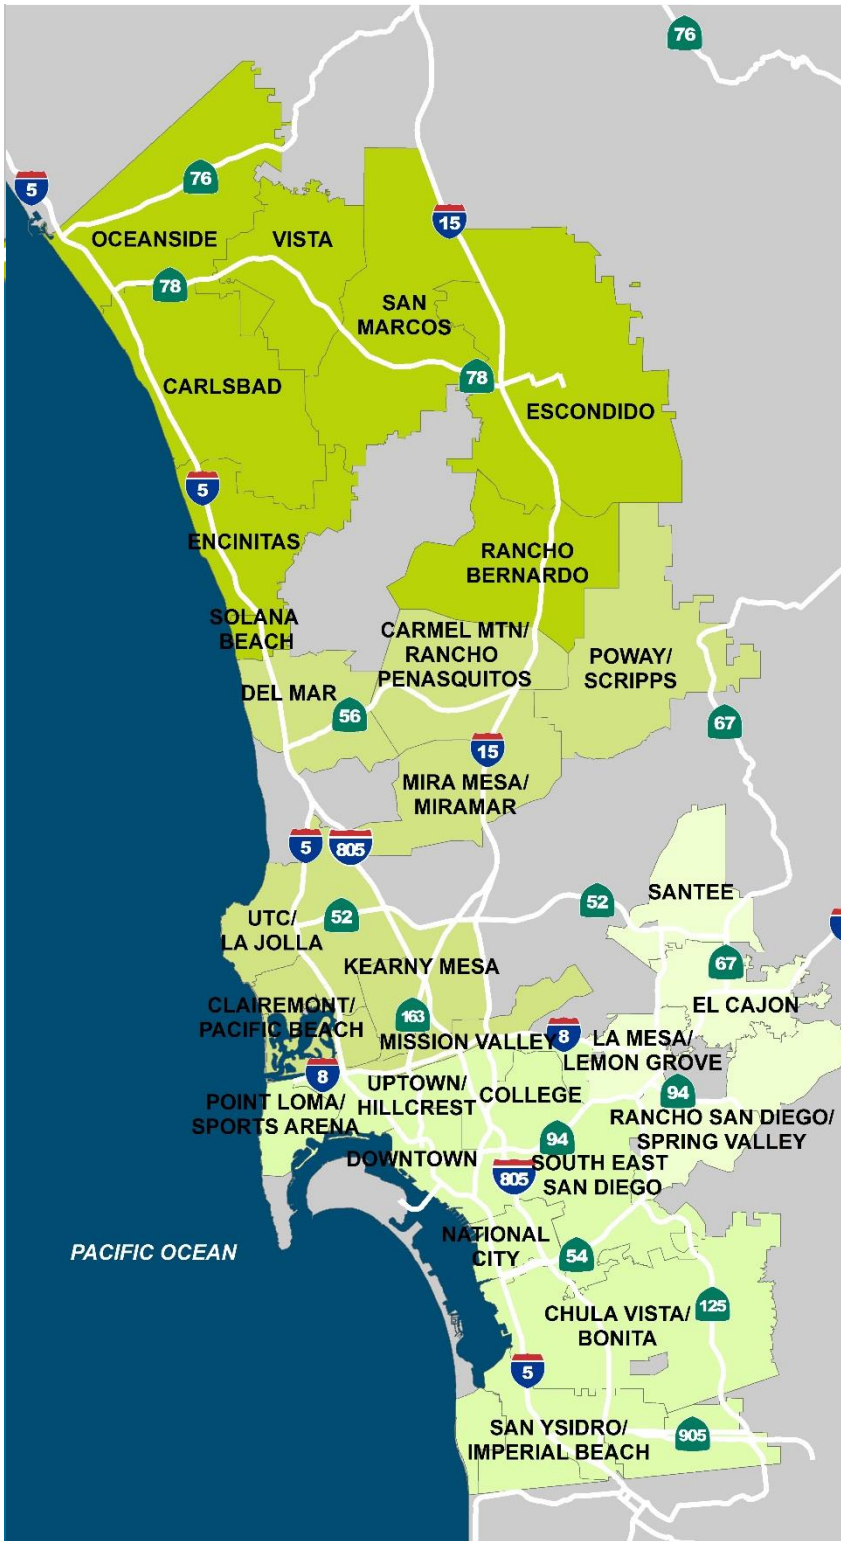 76
76
5
15
OCEANSIDE
VISTA
78
SAN
MARCOS
78
CARLSBAD
ESCONDIDO
5
ENCINITAS
RANCHO
BERNARDO
SOLANA
BEACH
CARMEL MTN/
RANCHO
PENASQUITOS
POWAY/
SCRIPPS
DEL MAR
56
67
15
MIRA MESA/
MIRAMAR
5
805
SANTEE
52
52
UTC/
LA JOLLA
KEARNY MESA
67
EL CAJON
CLAIREMONT/
PACIFIC BEACH
163
MISSION VALLEY
8
LA MESA/
LEMON GROVE
8
UPTOWN/
HILLCREST
COLLEGE
94
POINT LOMA/
SPORTS ARENA
RANCHO SAN DIEGO/
SPRING VALLEY
94
DOWNTOWN
805
SOUTH EAST
SAN DIEGO
NATIONAL
CITY
54
PACIFIC OCEAN
125
CHULA VISTA/
BONITA
5
SAN YSIDRO/
IMPERIAL BEACH
905